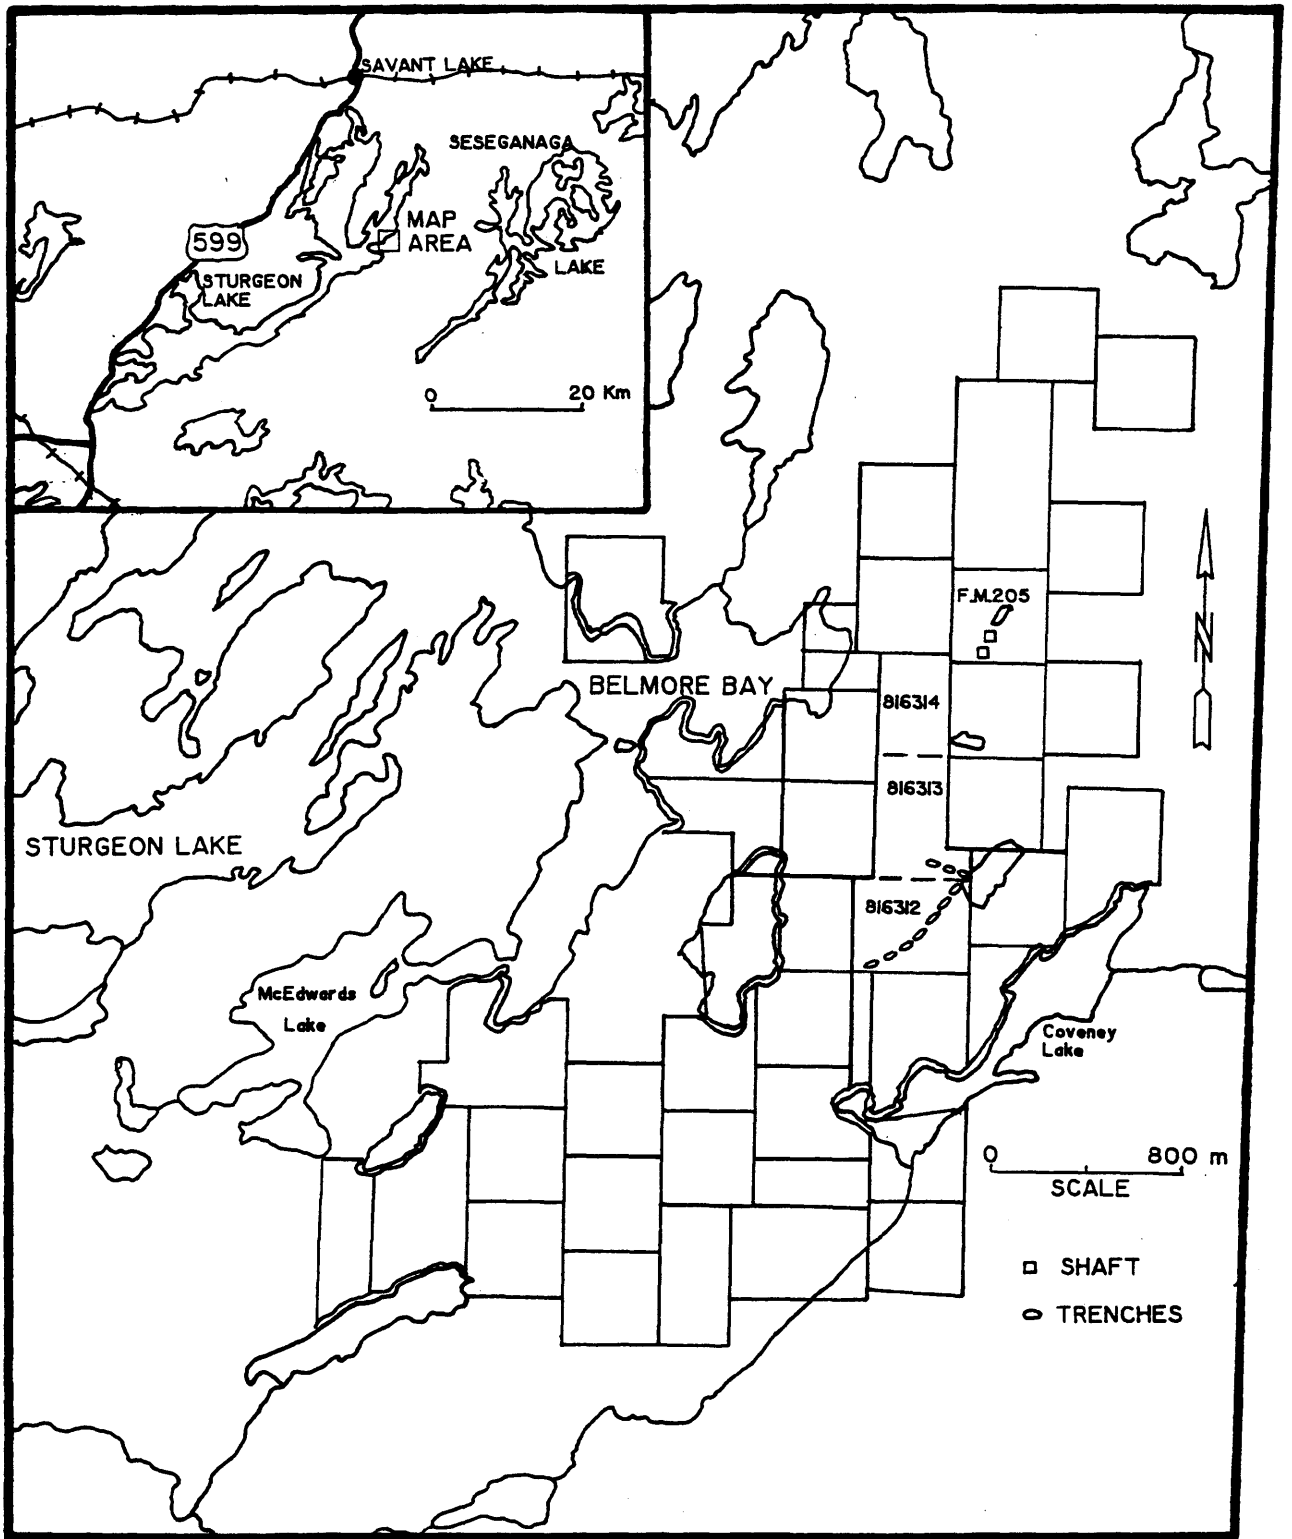 SAVANT LAKE
SESEGANAGA
MAP
AREA
599
LAKE
STURGEON
LAKE
0 20 Km
F.M.205
BELMORE BAY
816314
816313
STURGEON LAKE
816312
McEdwards
Lake
Coveney
Lake
N
0 800 m
SCALE
SHAFT
TRENCHES